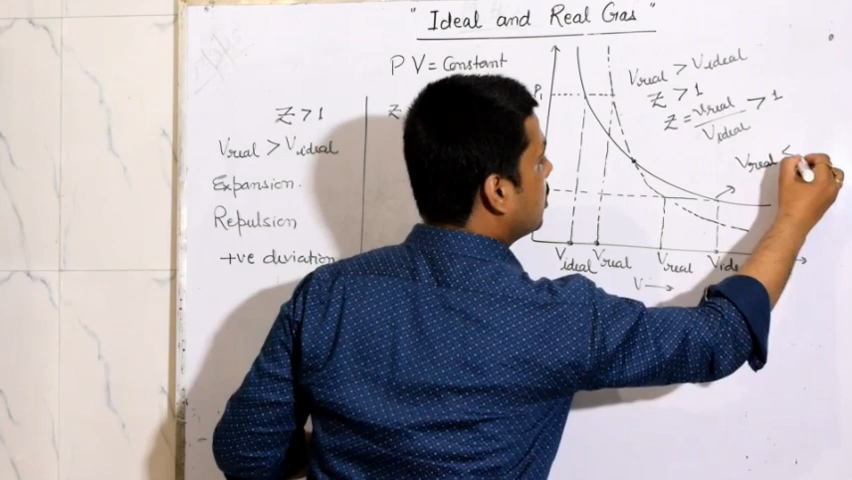 " Ideal and Real Gas "
PV = Constant
Z > 1
Vreal > Videal
Expansion.
Repulsion
+ve deviation
Z
P₁
Vreal > Videal
Z > 1
Z = Vreal / Videal > 1
Vreal <
Videal Vreal Vreal Vide
V →